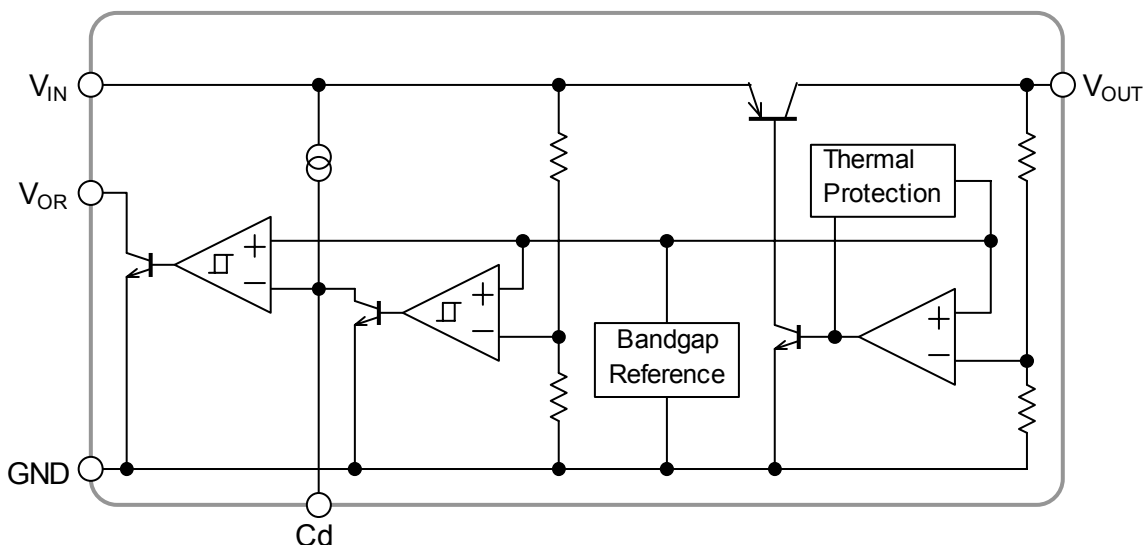 VIN
VOUT
Thermal
Protection
VOR
+
−
+
−
+
−
Bandgap
Reference
GND
Cd